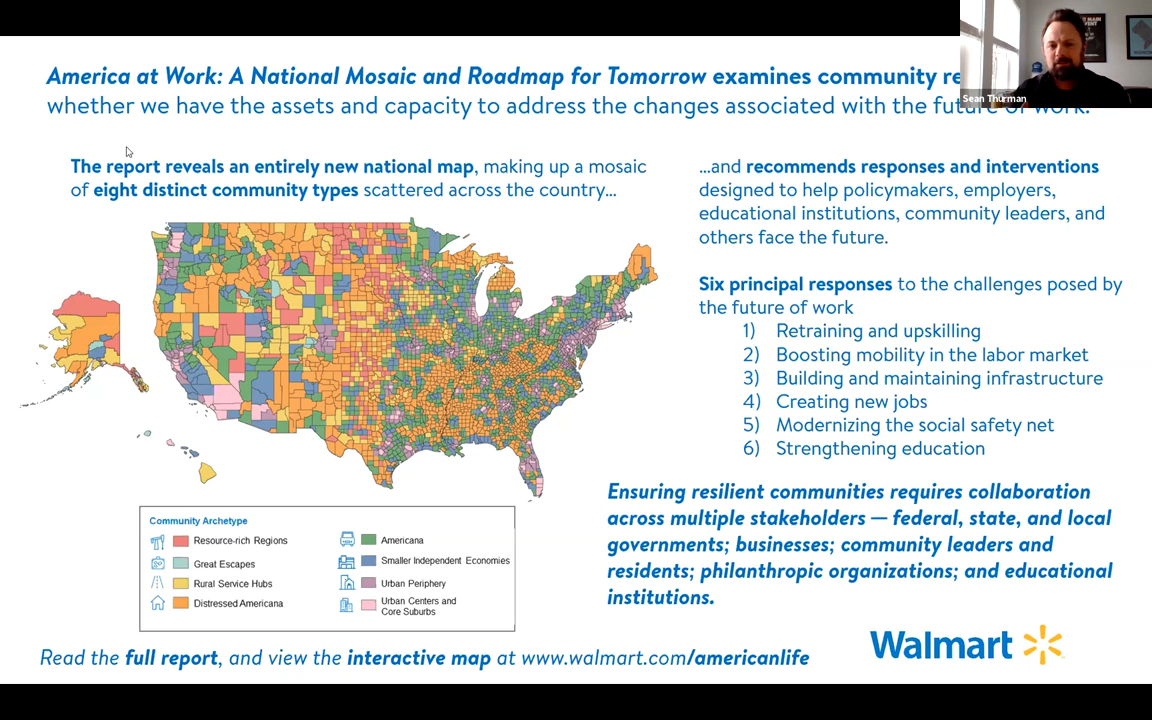 America at Work: A National Mosaic and Roadmap for Tomorrow examines community
whether we have the assets and capacity to address the changes associated with the future of work.
Sean Thurman
The report reveals an entirely new national map, making up a mosaic
of eight distinct community types scattered across the country...
...and recommends responses and interventions
designed to help policymakers, employers,
educational institutions, community leaders, and
others face the future.
Six principal responses to the challenges posed by
the future of work
1) Retraining and upskilling
2) Boosting mobility in the labor market
3) Building and maintaining infrastructure
4) Creating new jobs
5) Modernizing the social safety net
6) Strengthening education
Ensuring resilient communities requires collaboration
across multiple stakeholders — federal, state, and local
governments; businesses; community leaders and
residents; philanthropic organizations; and educational
institutions.
Community Archetype
Resource-rich Regions
Great Escapes
Rural Service Hubs
Distressed Americana
Americana
Smaller Independent Economies
Urban Periphery
Urban Centers and
Core Suburbs
Read the full report, and view the interactive map at www.walmart.com/americanlife
Walmart